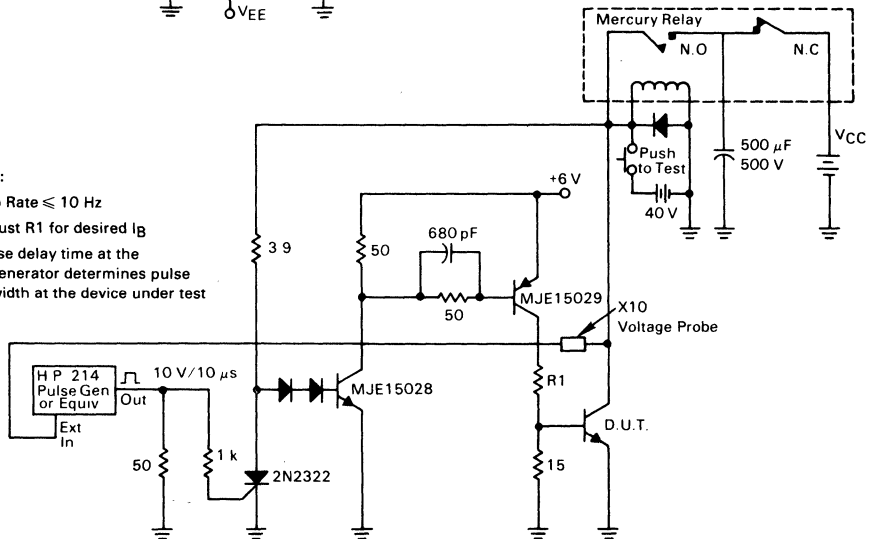 VEE
Mercury Relay
N.O
N.C
VCC
500 µF
500 V
Push
to Test
40 V
+6 V
:
Rate ≤ 10 Hz
ust R1 for desired IB
se delay time at the
enerator determines pulse
idth at the device under test
3 9
50
680 pF
50
MJE15029
X10
Voltage Probe
HP 214
Pulse Gen
or Equiv
Out
10 V/10 µs
Ext
In
MJE15028
R1
D.U.T.
50
1 k
2N2322
15